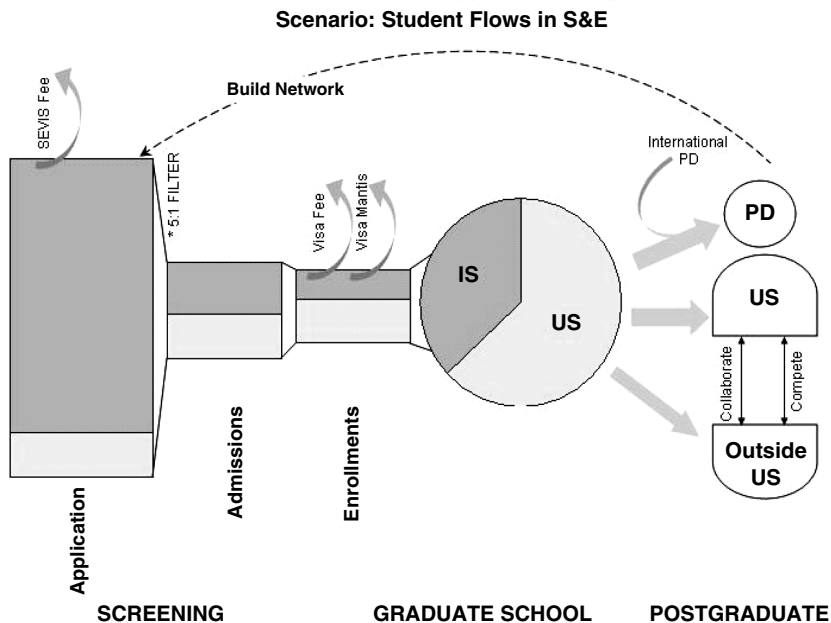 Scenario: Student Flows in S&E
Build Network
SEVIS Fee
* 5:1 FILTER
Visa Fee
Visa Mantis
International
PD
PD
IS
US
US
Collaborate
Compete
Outside
US
Application
Admissions
Enrollments
SCREENING
GRADUATE SCHOOL
POSTGRADUATE